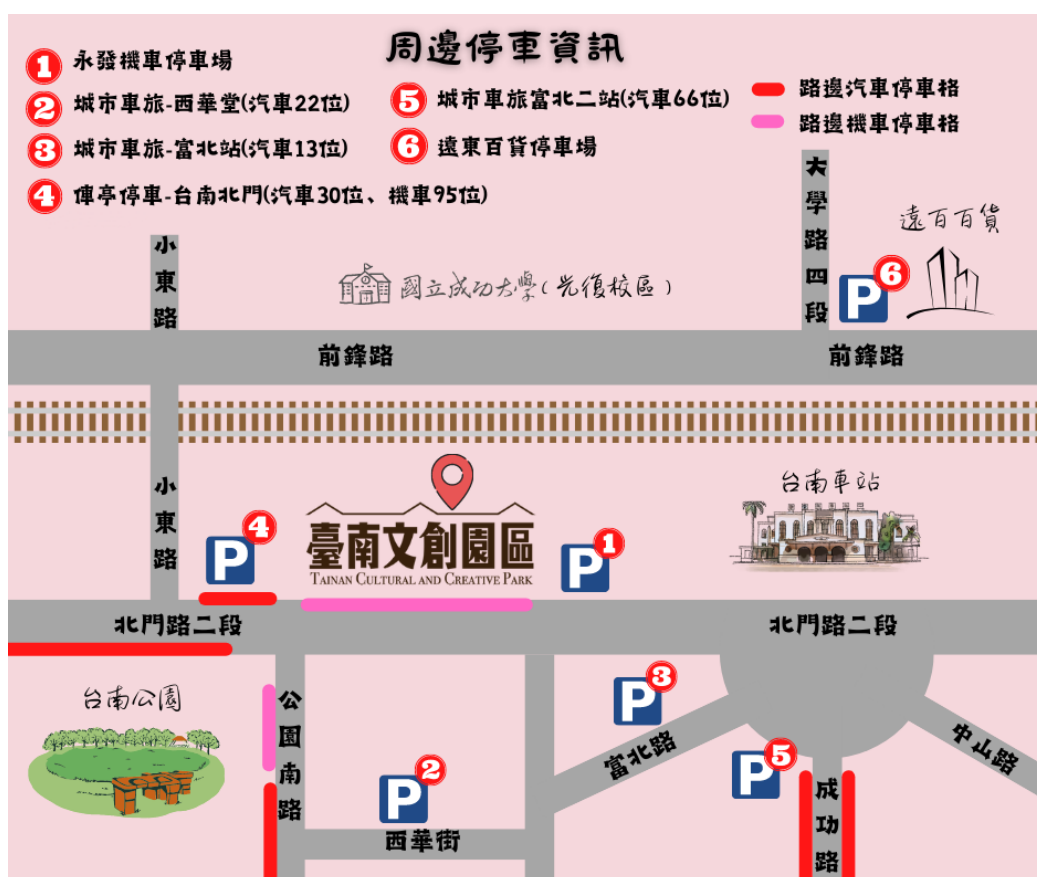 周邊停車資訊
1 永發機車停車場
2 城市車旅-西華堂(汽車22位)
3 城市車旅-富北站(汽車13位)
4 俥亭停車-台南北門(汽車30位、機車95位)
5 城市車旅富北二站(汽車66位)
6 遠東百貨停車場
路邊汽車停車格
路邊機車停車格
小東路
國立成功大學(光復校區)
大學路四段
遠百百貨
P 6
前鋒路
前鋒路
小東路
P 4
臺南文創園區
TAINAN CULTURAL AND CREATIVE PARK
P 1
台南車站
北門路二段
北門路二段
台南公園
公園南路
P 2
西華街
P 3
富北路
P 5
成功路
中山路